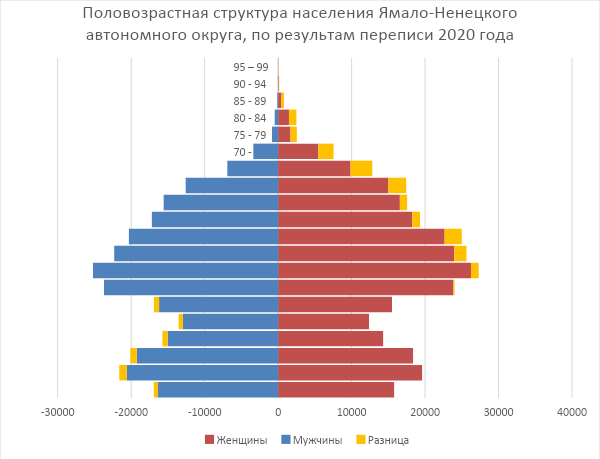 Половозрастная структура населения Ямало-Ненецкого
автономного округа, по результам переписи 2020 года
95 – 99
90 - 94
85 - 89
80 - 84
75 - 79
70 -
-30000 -20000 -10000 0 10000 20000 30000 40000
Женщины Мужчины Разница